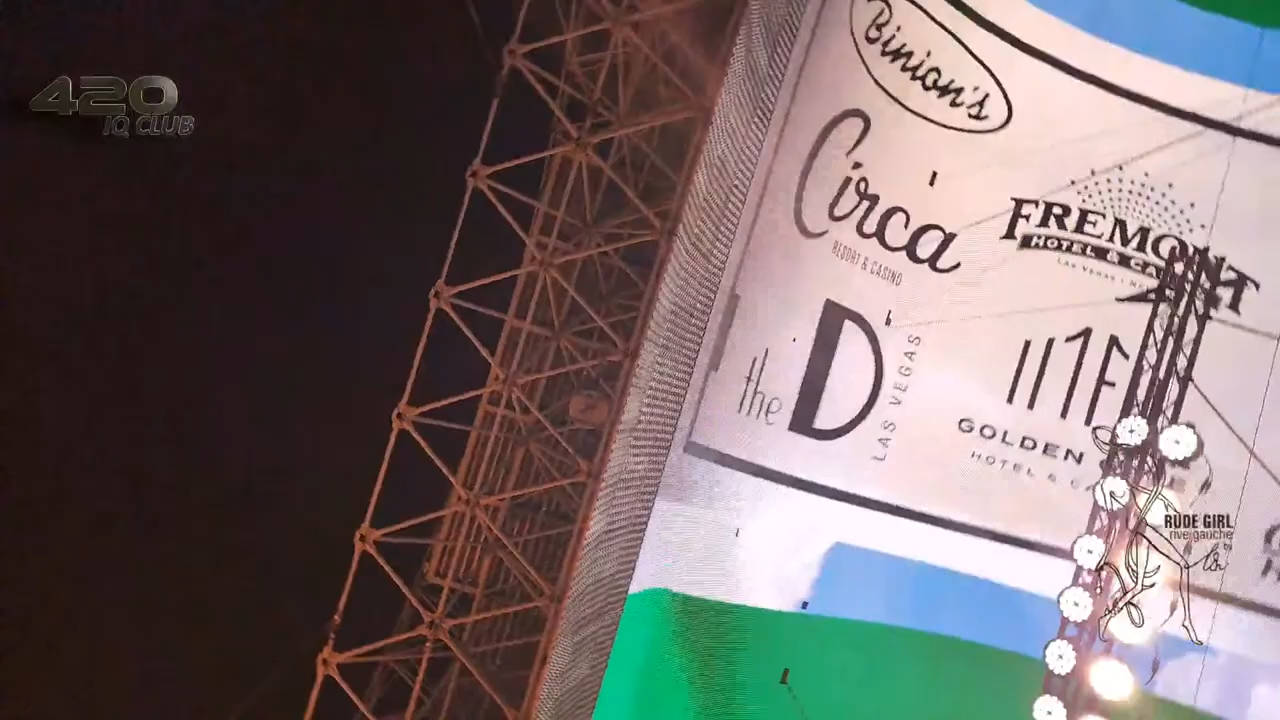 420
IQ CLUB
Binion's
Circa
RESORT & CASINO
FREMONT
HOTEL & CA
LAS VEGAS
the D
LAS VEGAS
GOLDEN
HOTEL & C
RUDE GIRL
rive gauche